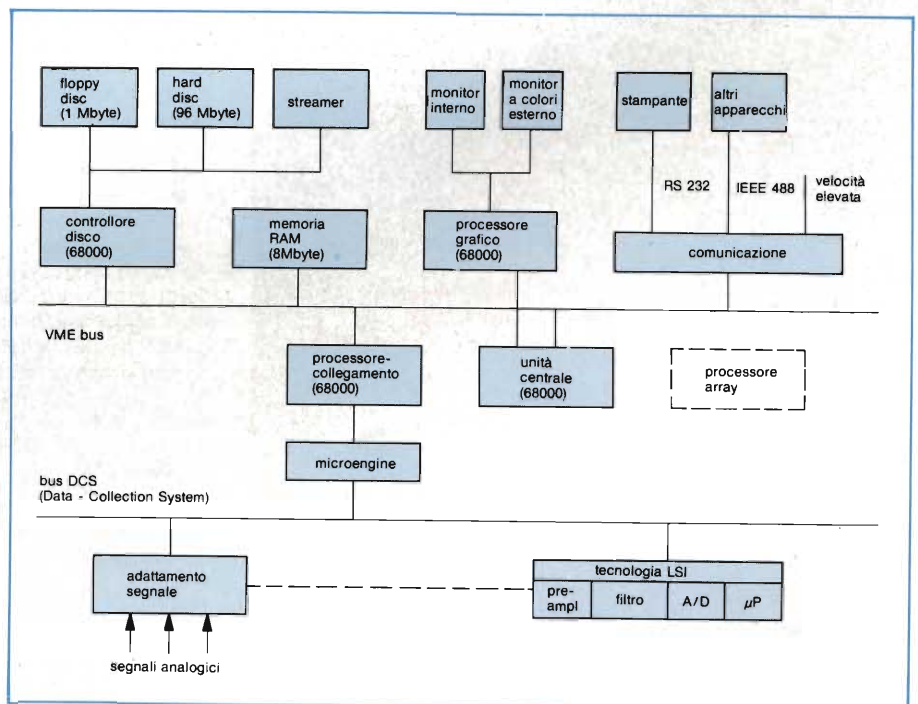 floppy
disc
(1 Mbyte)
hard
disc
(96 Mbyte)
streamer
monitor
interno
monitor
a colori
esterno
stampante
altri
apparecchi
RS 232
IEEE 488
velocità
elevata
controllore
disco
(68000)
memoria
RAM
(8Mbyte)
processore
grafico
(68000)
comunicazione
VME bus
processore-
collegamento
(68000)
unità
centrale
(68000)
processore
array
microengine
bus DCS
(Data - Collection System)
adattamento
segnale
tecnologia LSI
pre-
ampl
filtro
A/D
μP
segnali analogici